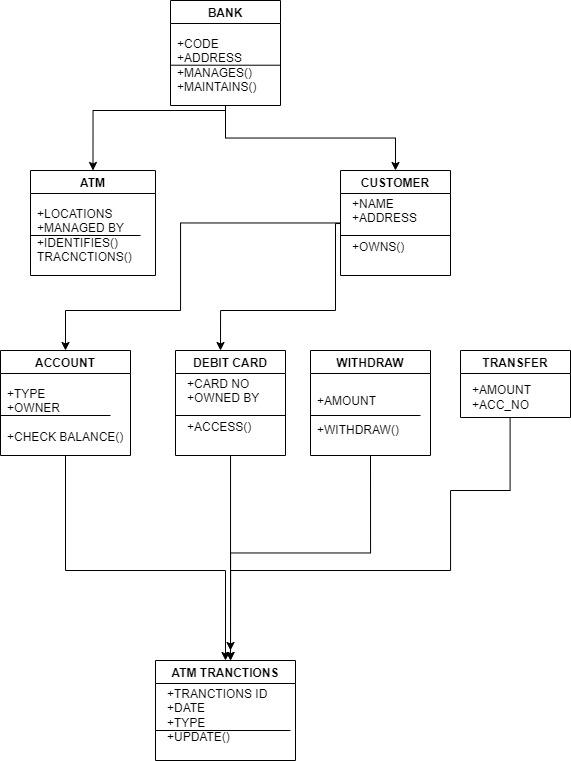 BANK
+CODE
+ADDRESS
+MANAGES()
+MAINTAINS()
ATM
+LOCATIONS
+MANAGED BY
+IDENTIFIES()
TRACNCTIONS()
CUSTOMER
+NAME
+ADDRESS
+OWNS()
ACCOUNT
+TYPE
+OWNER
+CHECK BALANCE()
DEBIT CARD
+CARD NO
+OWNED BY
+ACCESS()
WITHDRAW
+AMOUNT
+WITHDRAW()
TRANSFER
+AMOUNT
+ACC_NO
ATM TRANCTIONS
+TRANCTIONS ID
+DATE
+TYPE
+UPDATE()